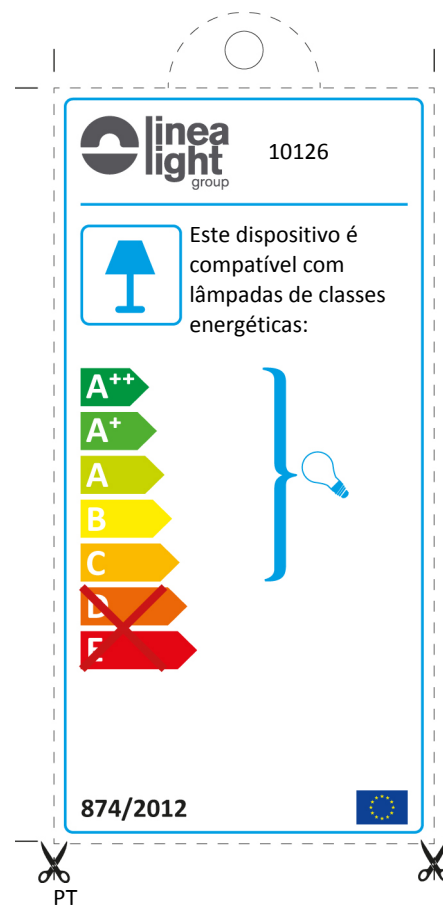 linea
light
group
10126
Este dispositivo é
compatível com
lâmpadas de classes
energéticas:
A++
A+
A
B
C
D
E
874/2012
PT